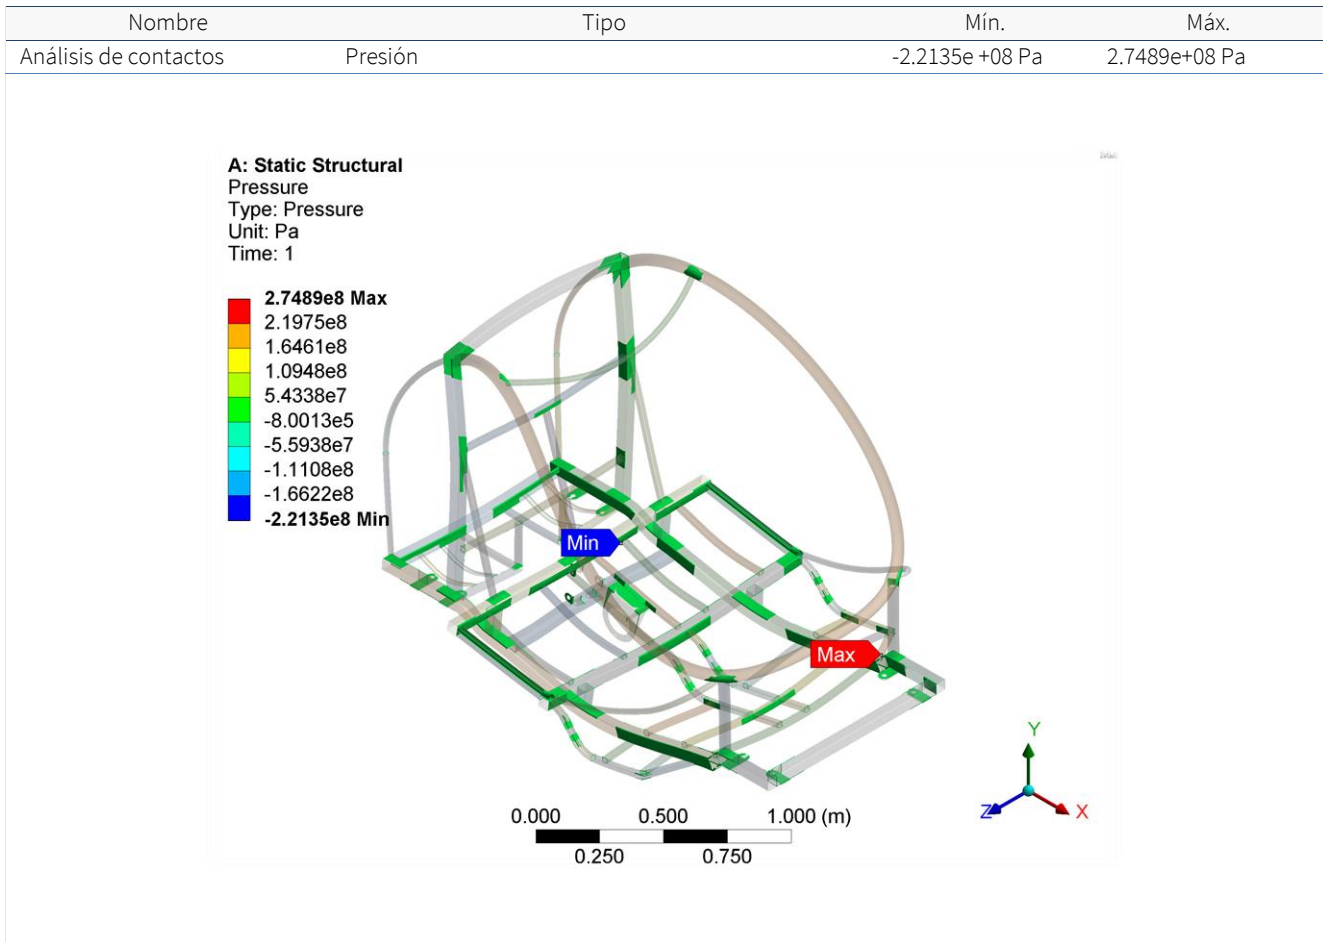 Nombre Tipo Mín. Máx.
Análisis de contactos Presión -2.2135e +08 Pa 2.7489e+08 Pa
A: Static Structural
Pressure
Type: Pressure
Unit: Pa
Time: 1
2.7489e8 Max
2.1975e8
1.6461e8
1.0948e8
5.4338e7
-8.0013e5
-5.5938e7
-1.1108e8
-1.6622e8
-2.2135e8 Min
Min
Max
Y
Z X
0.000 0.500 1.000 (m)
0.250 0.750